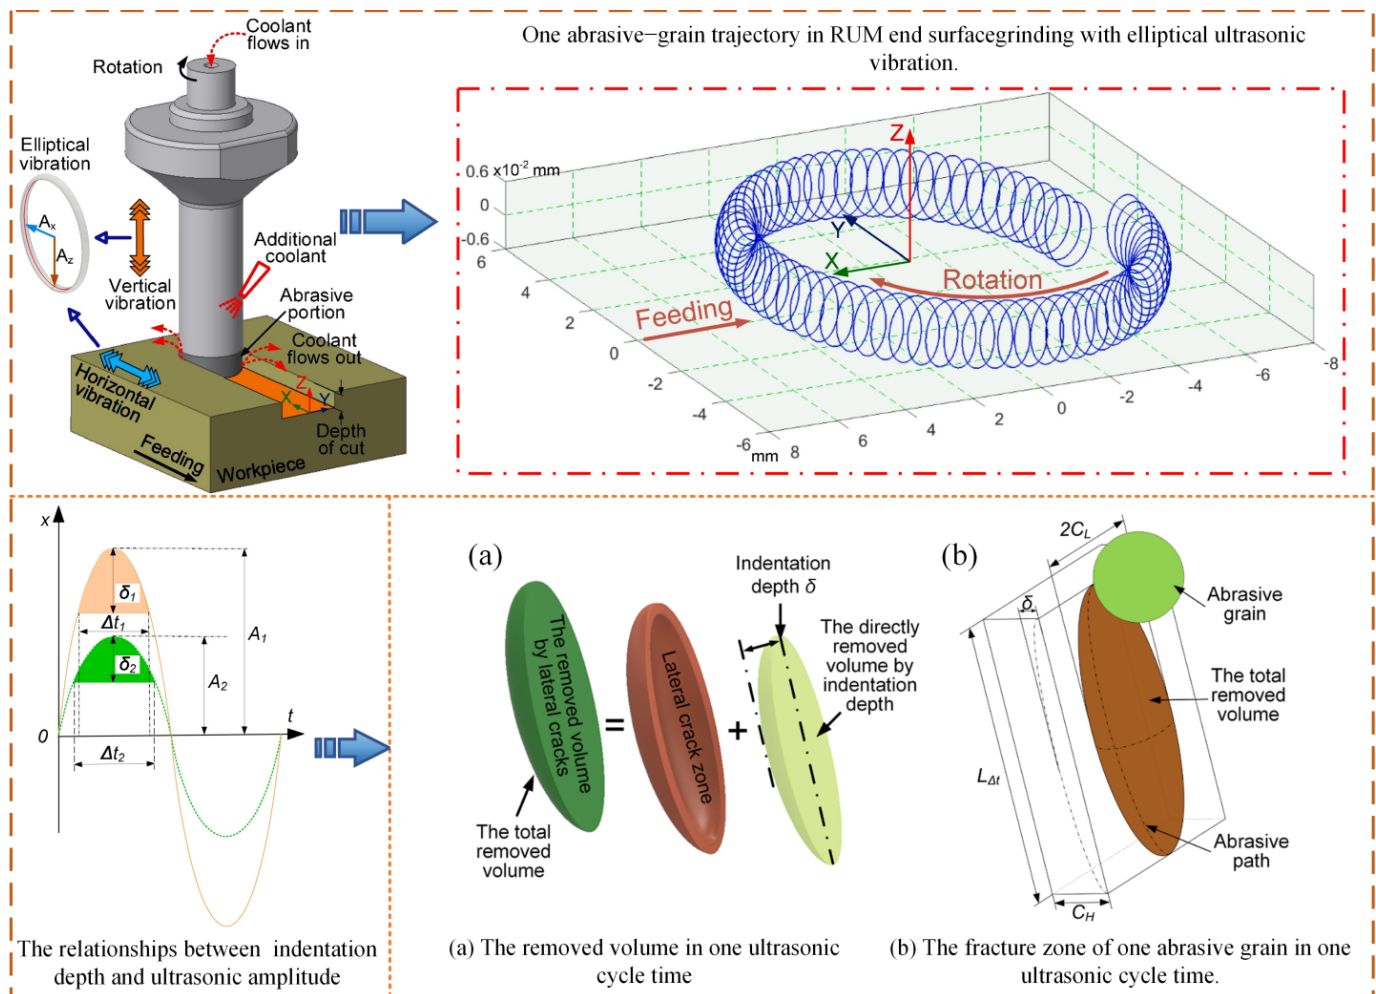 Coolant
flows in
Rotation
Elliptical
vibration
Aₓ
A_z
Vertical
vibration
Additional
coolant
Abrasive
portion
Coolant
flows out
Horizontal
vibration
Z
X
Y
Depth
of cut
Feeding
Workpiece
One abrasive−grain trajectory in RUM end surfacegrinding with elliptical ultrasonic
vibration.
0.6 x10⁻² mm
0
-0.6
6
4
2
0
-2
-4
-6
mm
8
6
4
2
0
-2
-4
-6
-8
Z
Y
X
Rotation
Feeding
x
δ₁
Δt₁
δ₂
A₁
A₂
0
t
Δt₂
The relationships between indentation
depth and ultrasonic amplitude
(a)
The removed volume
by lateral cracks
=
Lateral crack zone
+
Indentation
depth δ
The directly
removed
volume by
indentation
depth
The total
removed
volume
(a) The removed volume in one ultrasonic
cycle time
(b)
2C_L
δ
Abrasive
grain
The total
removed
volume
L_Δt
Abrasive
path
C_H
(b) The fracture zone of one abrasive grain in one
ultrasonic cycle time.